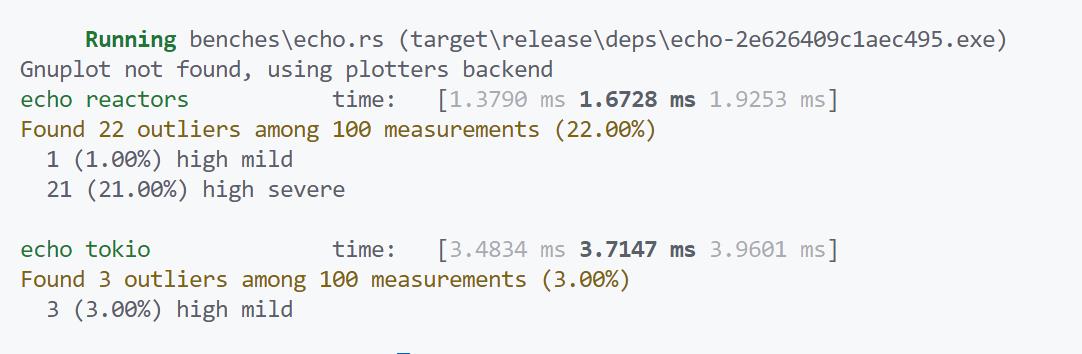 Running benches\echo.rs (target\release\deps\echo-2e626409c1aec495.exe)
Gnuplot not found, using plotters backend
echo reactors time: [1.3790 ms 1.6728 ms 1.9253 ms]
Found 22 outliers among 100 measurements (22.00%)
1 (1.00%) high mild
21 (21.00%) high severe
echo tokio time: [3.4834 ms 3.7147 ms 3.9601 ms]
Found 3 outliers among 100 measurements (3.00%)
3 (3.00%) high mild